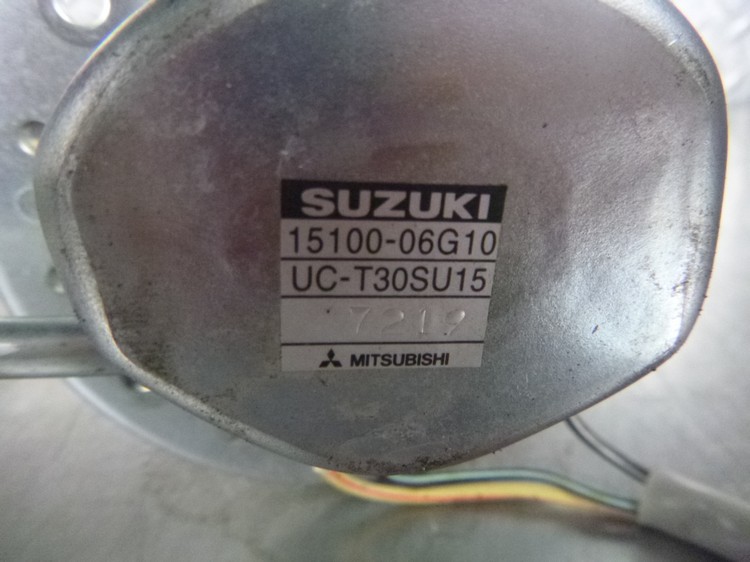 SUZUKI
15100-06G10
UC-T30SU15
7219
MITSUBISHI